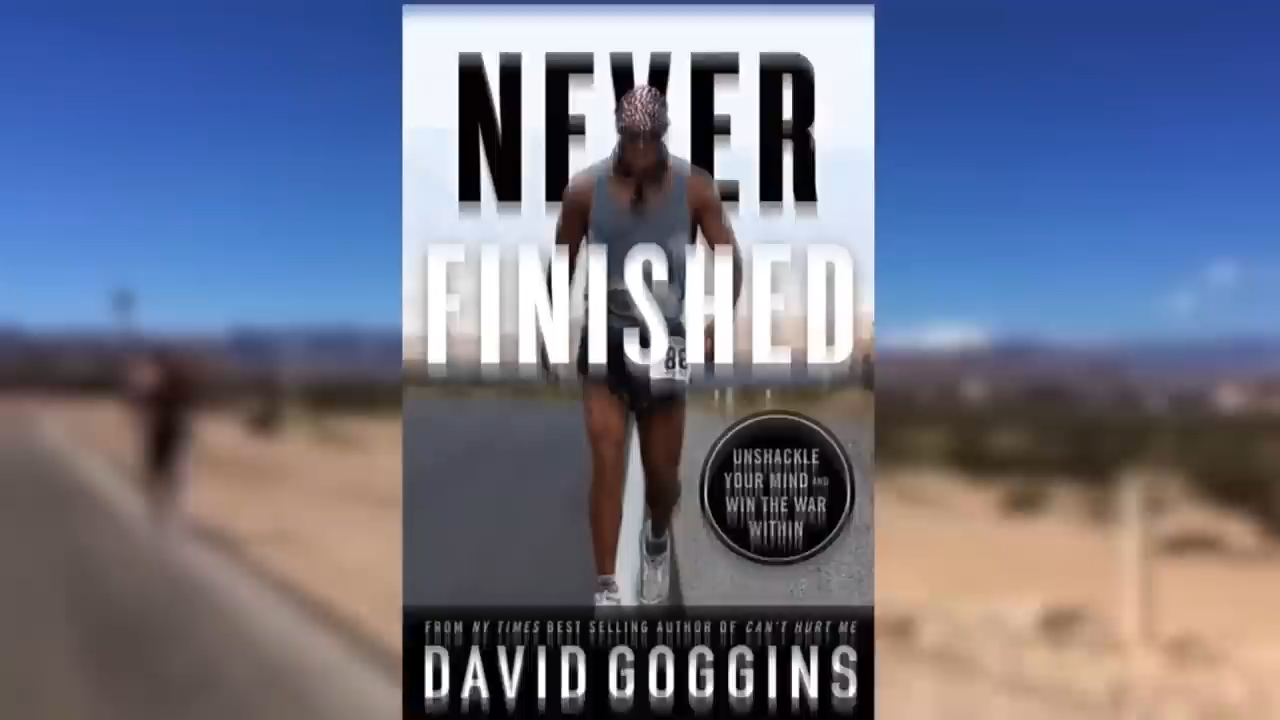 NEVER
FINISHED
88
UNSHACKLE
YOUR MIND AND
WIN THE WAR
WITHIN
FROM NY TIMES BEST SELLING AUTHOR OF CAN'T HURT ME
DAVID GOGGINS